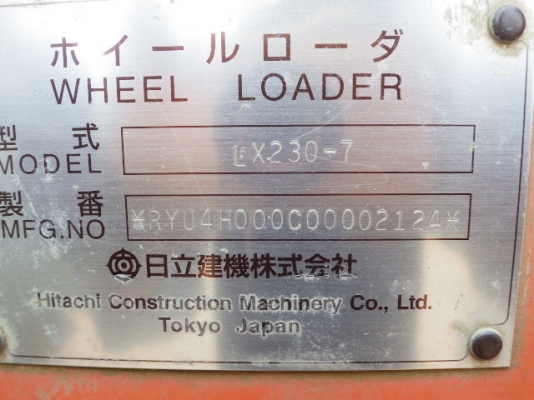 ホイールローダ
WHEEL LOADER
型式 LX230-7
MODEL
製番 *RYU4H000C00002124*
MFG.NO
日立建機株式会社
Hitachi Construction Machinery Co., Ltd.
Tokyo Japan